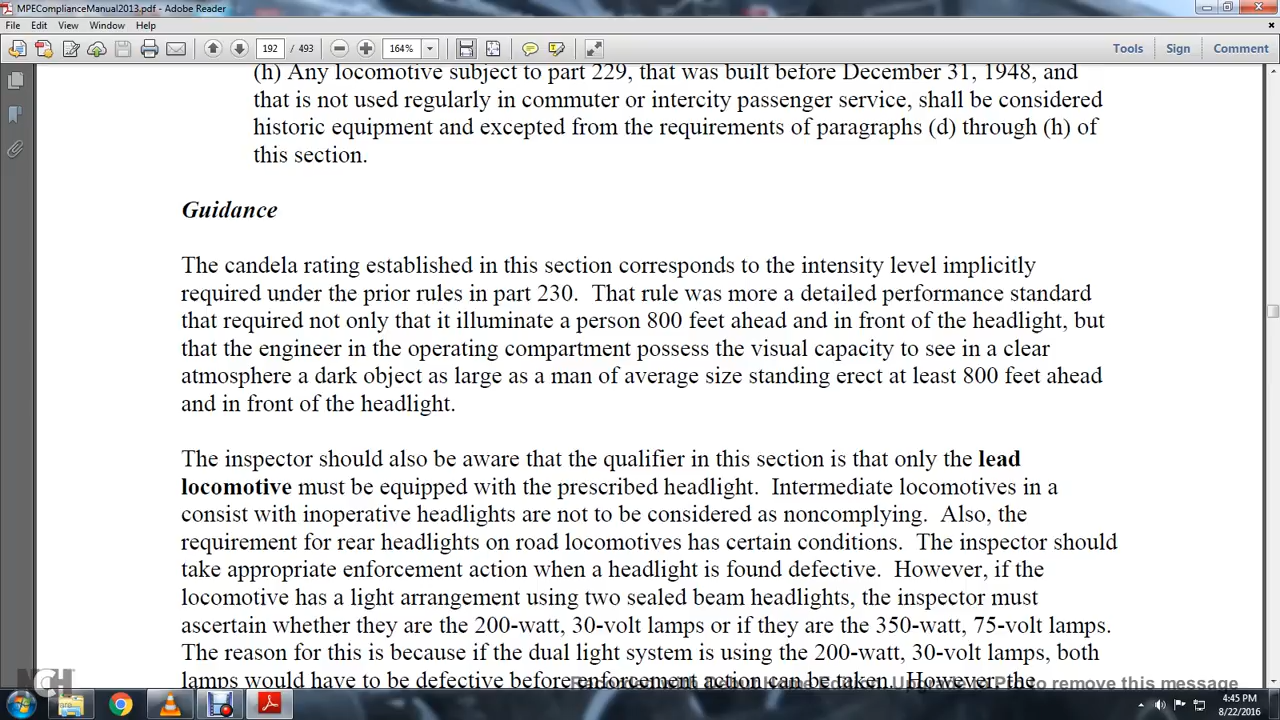 MPEComplianceManual2013.pdf - Adobe Reader
File Edit View Window Help
192 / 493 164% Tools Sign Comment
(h) Any locomotive subject to part 229, that was built before December 31, 1948, and
that is not used regularly in commuter or intercity passenger service, shall be considered
historic equipment and excepted from the requirements of paragraphs (d) through (h) of
this section.
Guidance
The candela rating established in this section corresponds to the intensity level implicitly
required under the prior rules in part 230. That rule was more a detailed performance standard
that required not only that it illuminate a person 800 feet ahead and in front of the headlight, but
that the engineer in the operating compartment possess the visual capacity to see in a clear
atmosphere a dark object as large as a man of average size standing erect at least 800 feet ahead
and in front of the headlight.
The inspector should also be aware that the qualifier in this section is that only the lead
locomotive must be equipped with the prescribed headlight. Intermediate locomotives in a
consist with inoperative headlights are not to be considered as noncomplying. Also, the
requirement for rear headlights on road locomotives has certain conditions. The inspector should
take appropriate enforcement action when a headlight is found defective. However, if the
locomotive has a light arrangement using two sealed beam headlights, the inspector must
ascertain whether they are the 200-watt, 30-volt lamps or if they are the 350-watt, 75-volt lamps.
The reason for this is because if the dual light system is using the 200-watt, 30-volt lamps, both
lamps would have to be defective before enforcement action can be taken. However, the
to remove this message
NCH
4:45 PM
8/22/2016